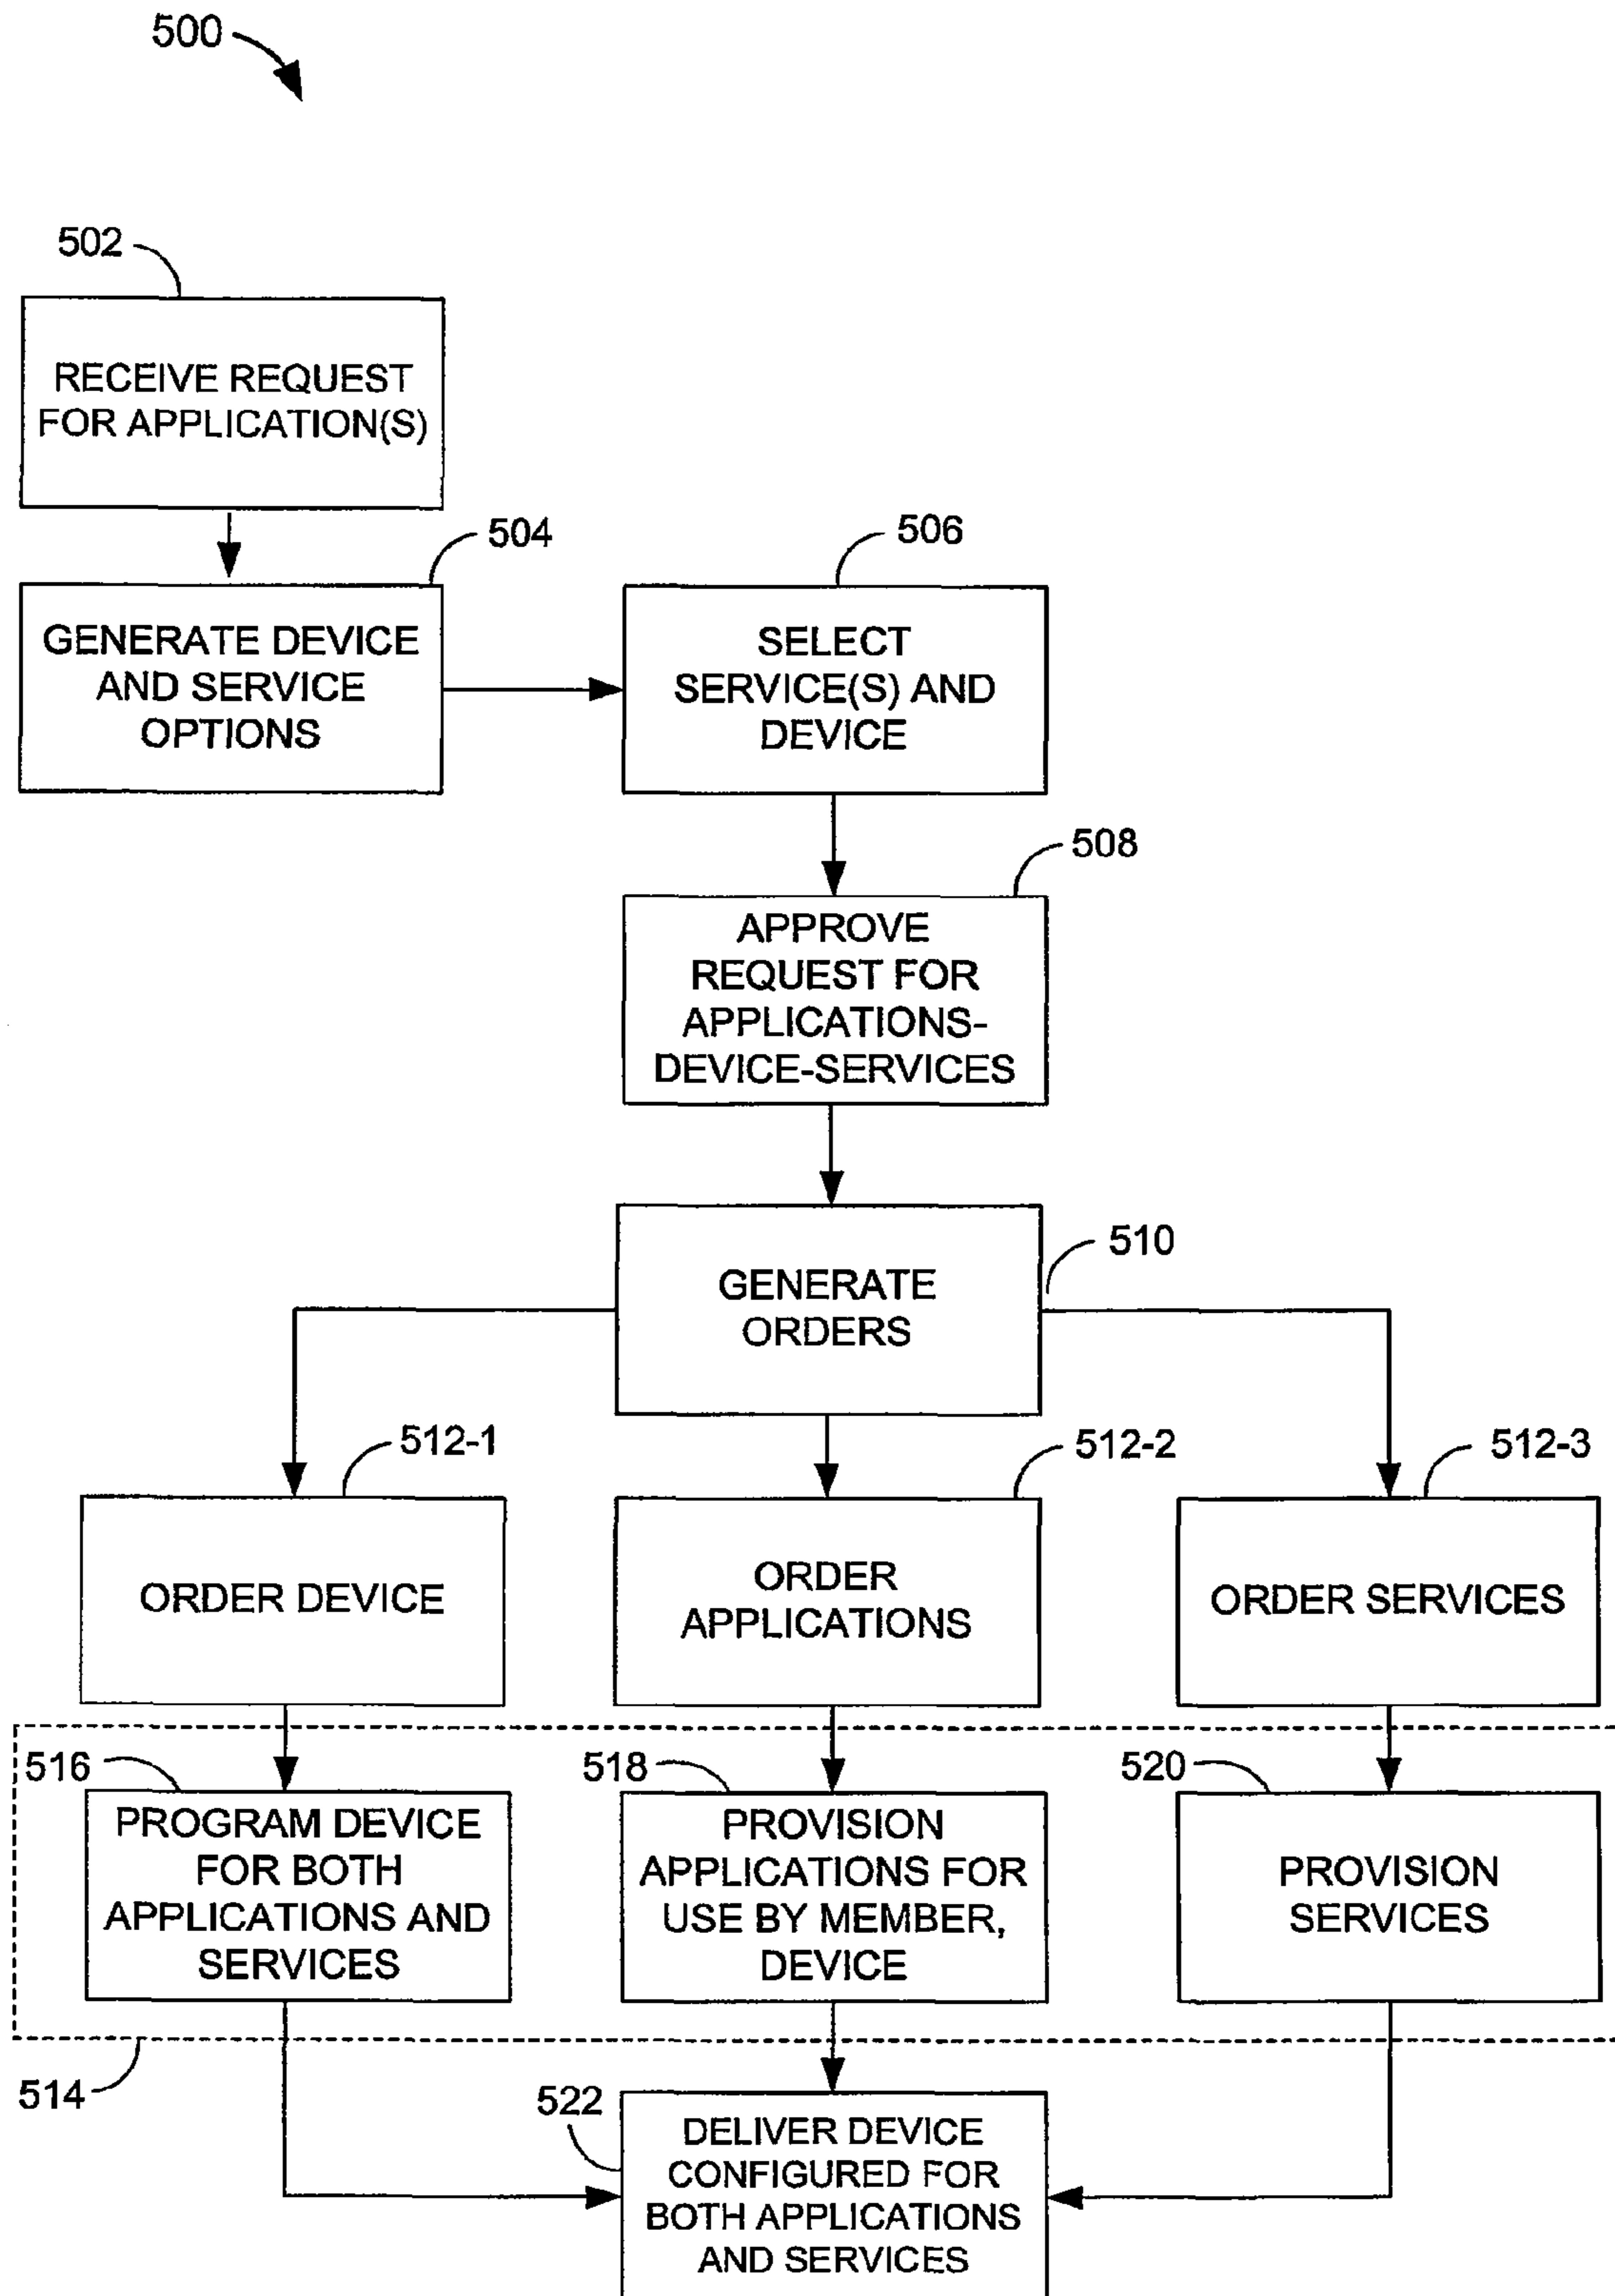 500
502
RECEIVE REQUEST
FOR APPLICATION(S)
504
GENERATE DEVICE
AND SERVICE
OPTIONS
506
SELECT
SERVICE(S) AND
DEVICE
508
APPROVE
REQUEST FOR
APPLICATIONS-
DEVICE-SERVICES
510
GENERATE
ORDERS
512-1
ORDER DEVICE
512-2
ORDER
APPLICATIONS
512-3
ORDER SERVICES
516
PROGRAM DEVICE
FOR BOTH
APPLICATIONS AND
SERVICES
518
PROVISION
APPLICATIONS FOR
USE BY MEMBER,
DEVICE
520
PROVISION
SERVICES
514
522
DELIVER DEVICE
CONFIGURED FOR
BOTH APPLICATIONS
AND SERVICES